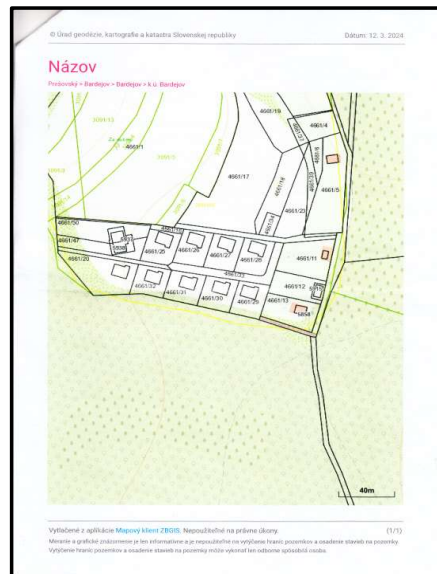 © Úrad geodézie, kartografie a katastra Slovenskej republiky
Dátum: 12. 3. 2024
Názov
Prešovský > Bardejov > Bardejov > k.ú. Bardejov
4661/19
4661/4
4661/1
4661/17
4661/5
4661/23
4661/50
4661/47
4661/20
4661/25
4661/26
4661/27
4661/28
4661/11
4661/33
4661/12
4661/32
4661/31
4661/30
4661/29
4661/13
5858
40m
Vytlačené z aplikácie Mapový klient ZBGIS. Nepoužiteľné na právne úkony.
(1/1)
Meranie a grafické znázornenie je len informatívne a je nepoužiteľné na vytýčenie hraníc pozemkov a osadenie stavieb na pozemky.
Vytýčenie hraníc pozemkov a osadenie stavieb na pozemky môže vykonať len odborne spôsobilá osoba.